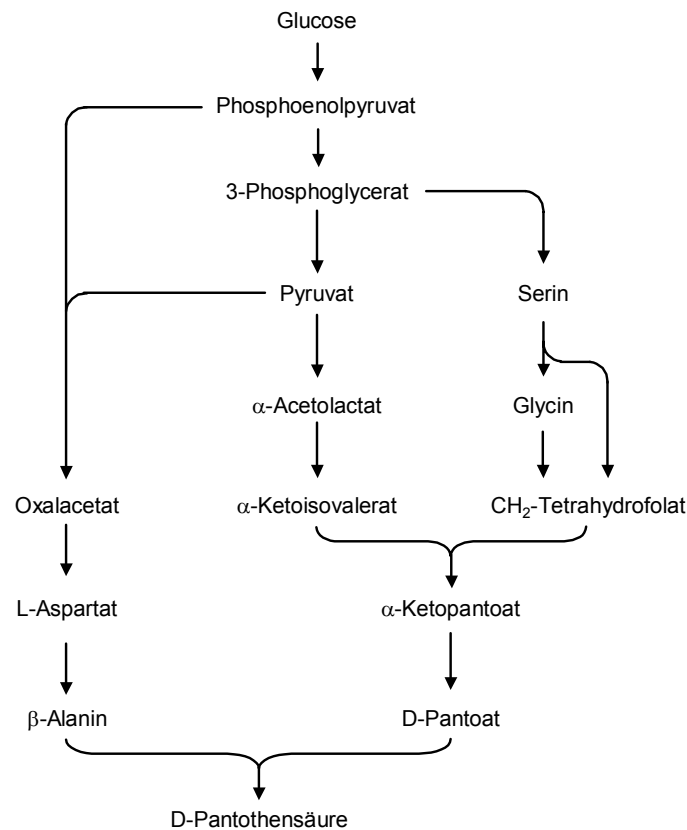 Glucose
Phosphoenolpyruvat
3-Phosphoglycerat
Pyruvat Serin
α-Acetolactat Glycin
Oxalacetat α-Ketoisovalerat CH₂-Tetrahydrofolat
L-Aspartat α-Ketopantoat
β-Alanin D-Pantoat
D-Pantothensäure